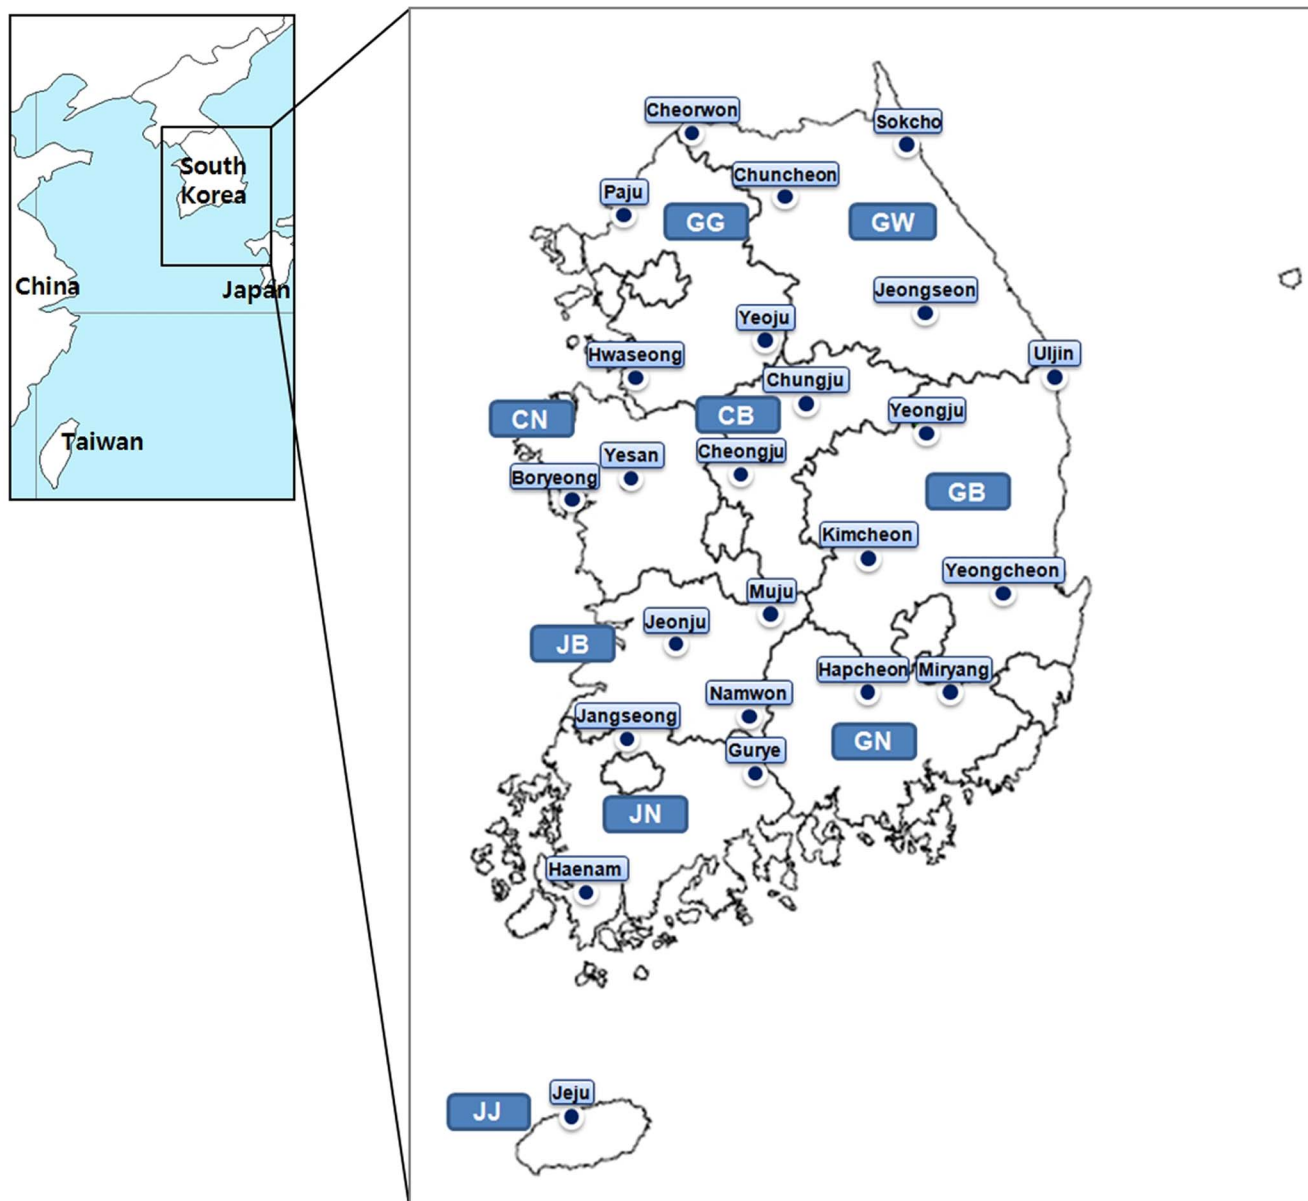 South
Korea
China
Japan
Taiwan
Cheorwon
Sokcho
Chuncheon
Paju
GG
GW
Jeongseon
Yeoju
Uljin
Hwaseong
Chungju
CN
CB
Yeongju
Yesan
Cheongju
Boryeong
GB
Kimcheon
Yeongcheon
Muju
Jeonju
JB
Hapcheon
Miryang
Namwon
Jangseong
GN
Gurye
JN
Haenam
Jeju
JJ